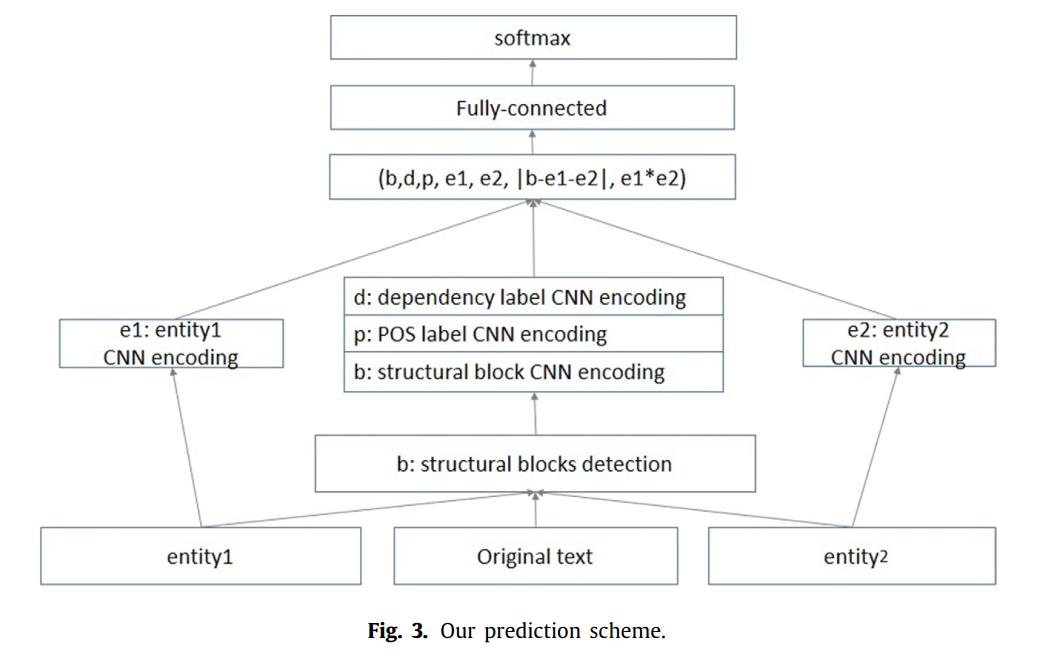 softmax
Fully-connected
(b,d,p, e1, e2, |b-e1-e2|, e1*e2)
d: dependency label CNN encoding
p: POS label CNN encoding
b: structural block CNN encoding
e1: entity1
CNN encoding
e2: entity2
CNN encoding
b: structural blocks detection
entity1
Original text
entity2
Fig. 3. Our prediction scheme.